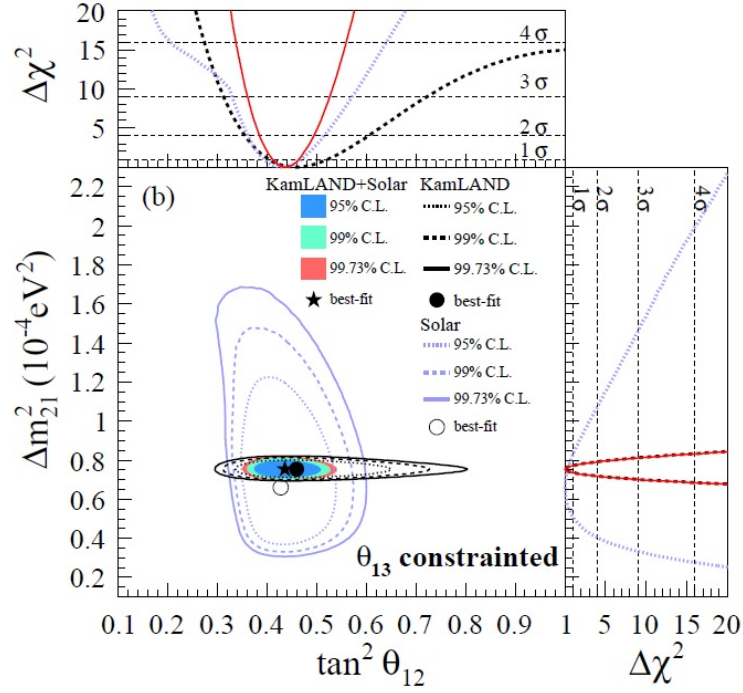 20
15
10
5
Δχ²
4σ
3σ
2σ
1σ
(b)
KamLAND+Solar
95% C.L.
99% C.L.
99.73% C.L.
best-fit
KamLAND
95% C.L.
99% C.L.
99.73% C.L.
best-fit
Solar
95% C.L.
99% C.L.
99.73% C.L.
best-fit
θ₁₃ constrainted
2.2
2
1.8
1.6
1.4
1.2
1
0.8
0.6
0.4
0.2
Δm²₂₁ (10⁻⁴eV²)
1σ
2σ
3σ
4σ
0.1 0.2 0.3 0.4 0.5 0.6 0.7 0.8 0.9 1 5 10 15 20
tan² θ₁₂
Δχ²